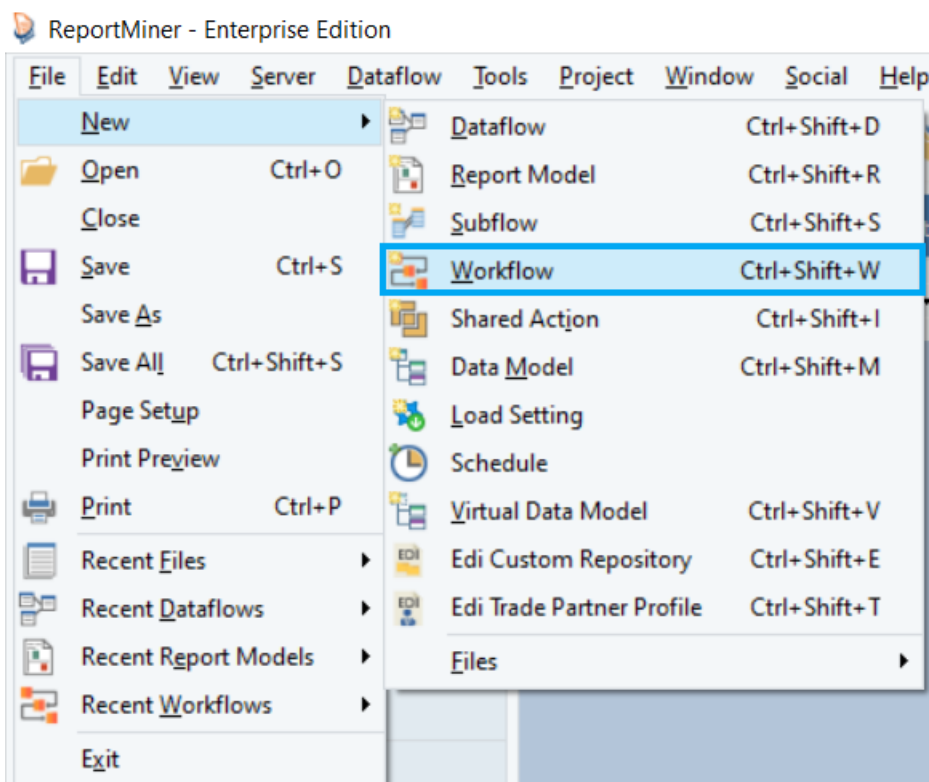 ReportMiner - Enterprise Edition
File Edit View Server Dataflow Tools Project Window Social Help
New
Open Ctrl+O
Close
Save Ctrl+S
Save As
Save All Ctrl+Shift+S
Page Setup
Print Preview
Print Ctrl+P
Recent Files
Recent Dataflows
Recent Report Models
Recent Workflows
Exit
Dataflow Ctrl+Shift+D
Report Model Ctrl+Shift+R
Subflow Ctrl+Shift+S
Workflow Ctrl+Shift+W
Shared Action Ctrl+Shift+I
Data Model Ctrl+Shift+M
Load Setting
Schedule
Virtual Data Model Ctrl+Shift+V
EDI Edi Custom Repository Ctrl+Shift+E
EDI Edi Trade Partner Profile Ctrl+Shift+T
Files